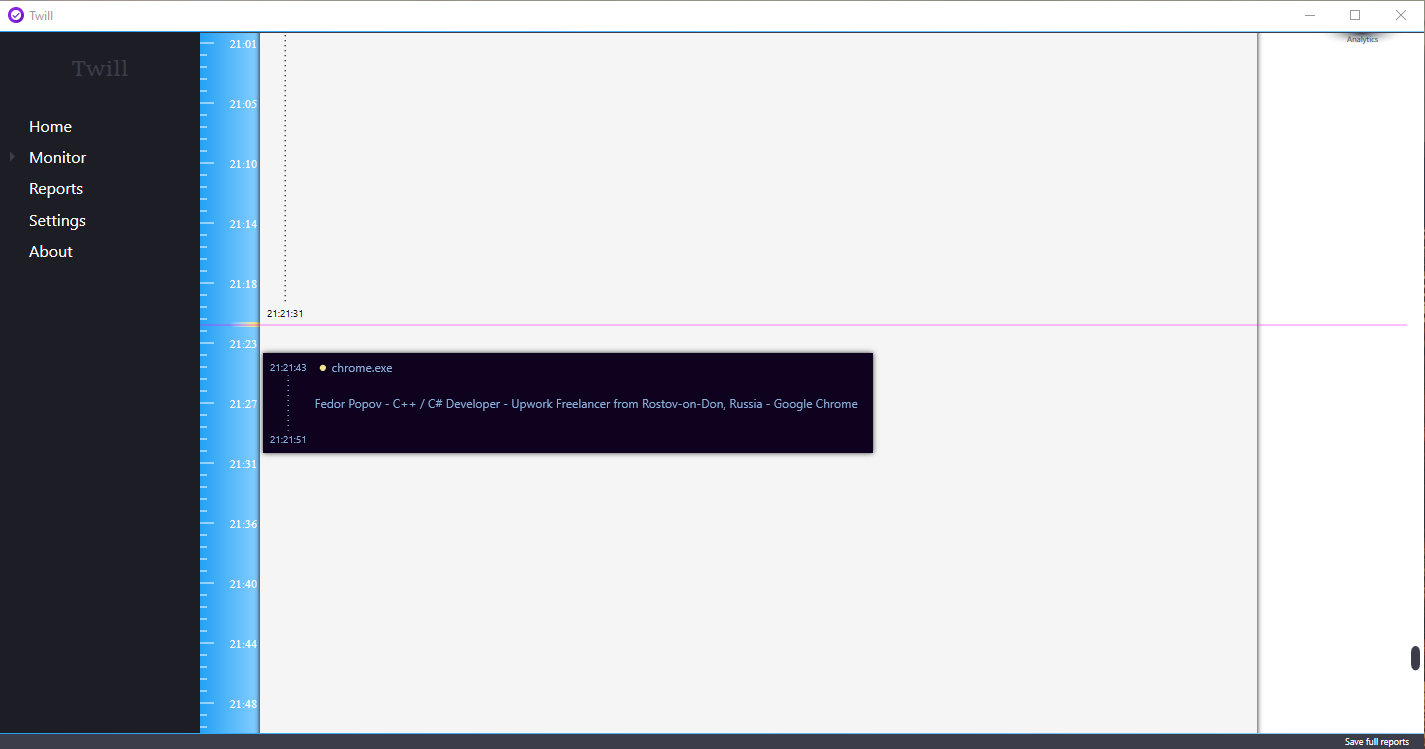 Twill
Twill
Home
Monitor
Reports
Settings
About
21:01
21:05
21:10
21:14
21:18
21:23
21:27
21:31
21:36
21:40
21:44
21:48
21:21:31
21:21:43
chrome.exe
Fedor Popov - C++ / C# Developer - Upwork Freelancer from Rostov-on-Don, Russia - Google Chrome
21:21:51
Analytics
Save full reports